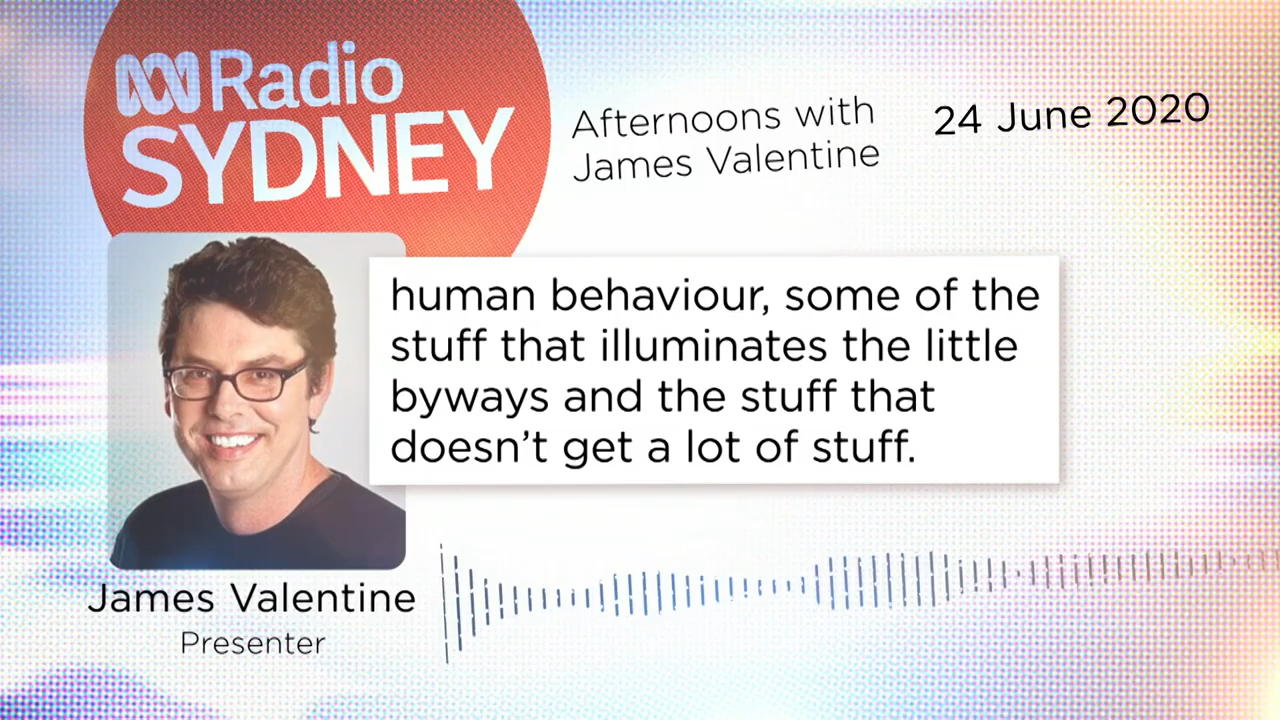 ABC Radio
SYDNEY
Afternoons with
James Valentine
24 June 2020
human behaviour, some of the
stuff that illuminates the little
byways and the stuff that
doesn't get a lot of stuff.
James Valentine
Presenter